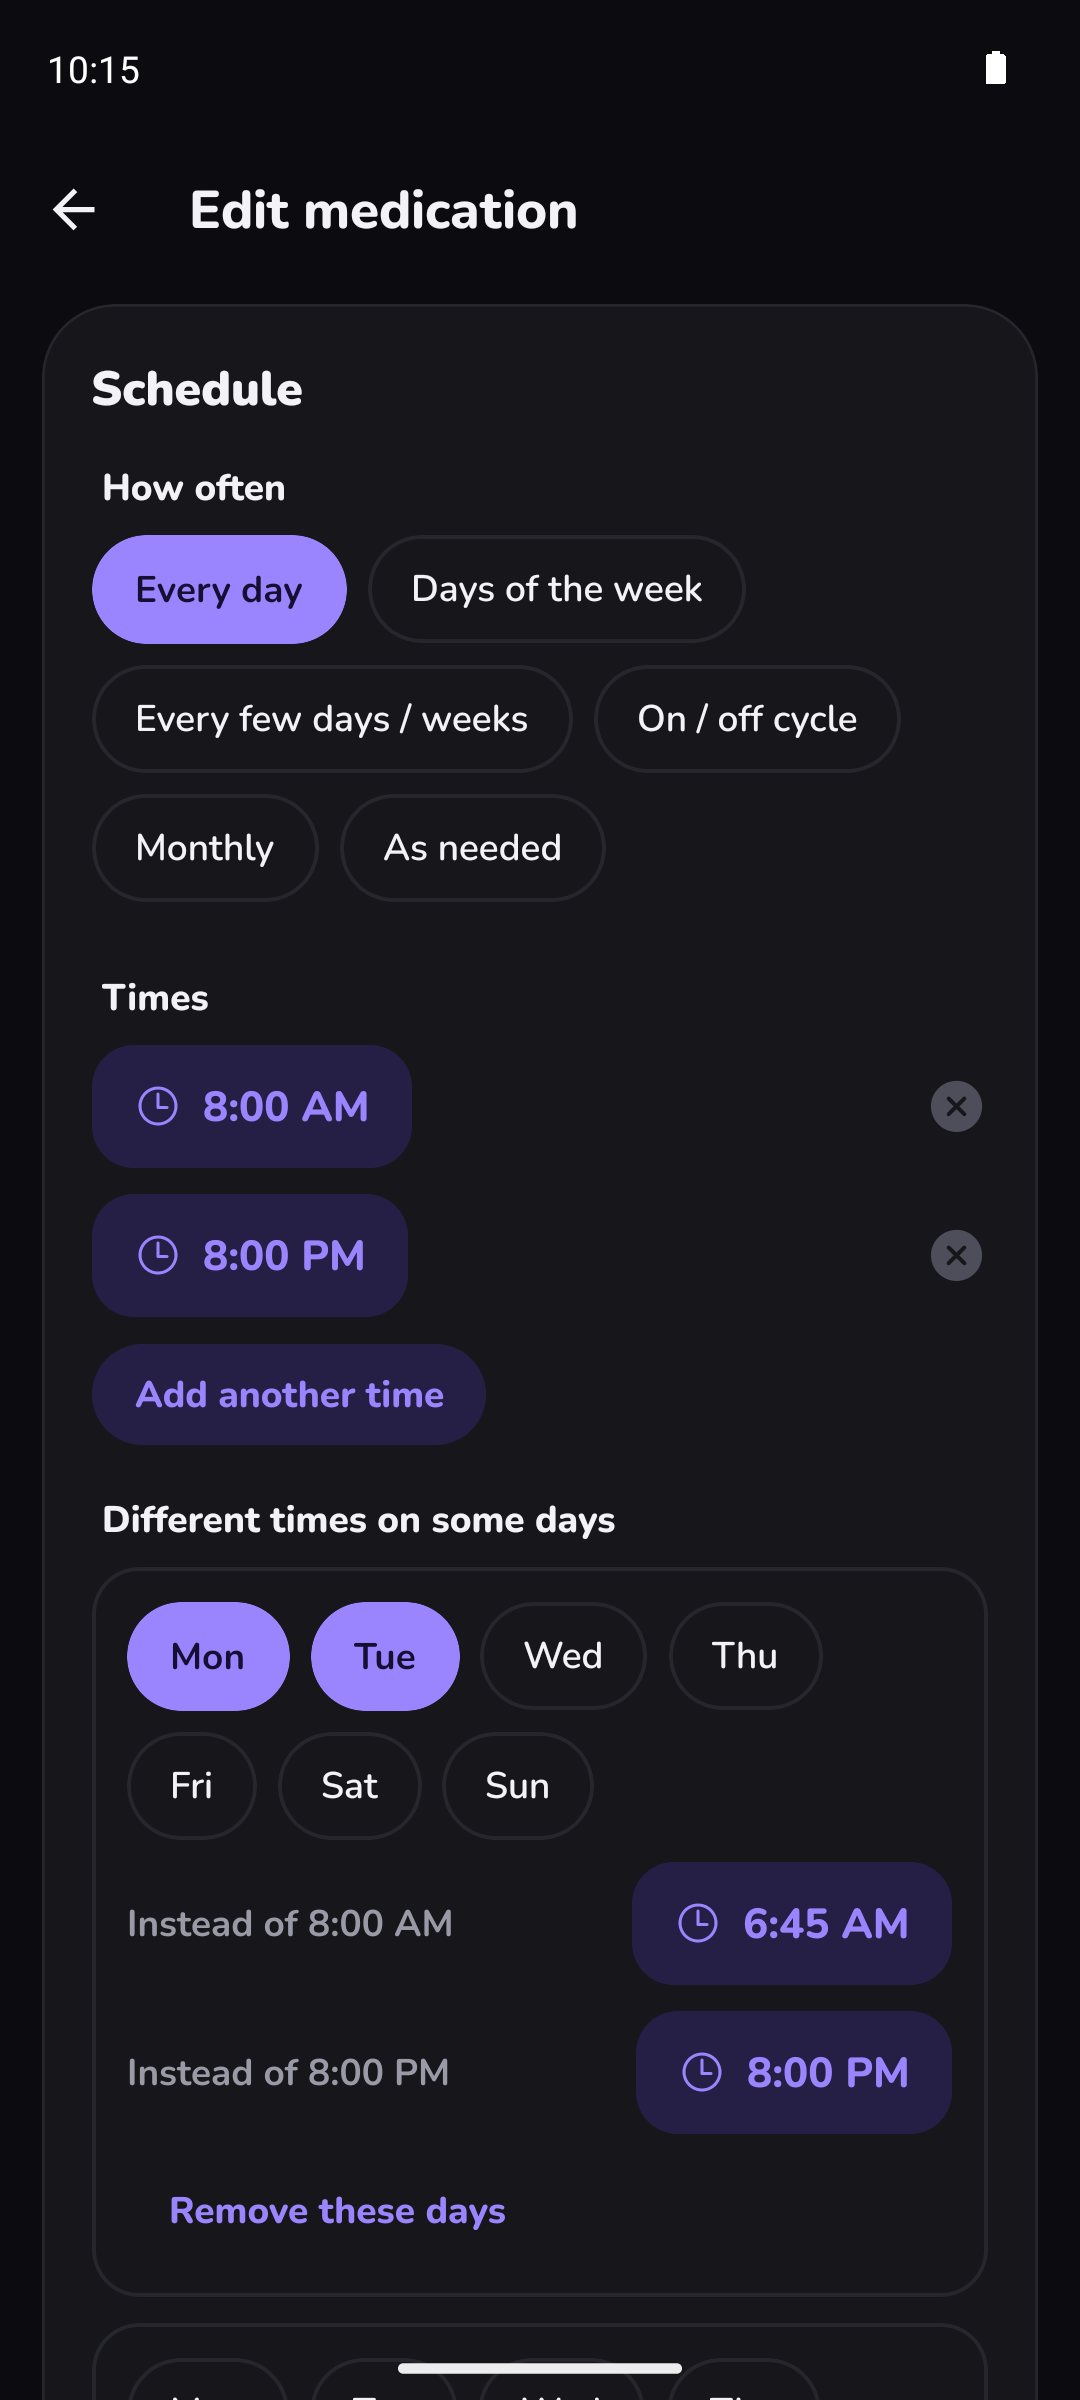 10:15
Edit medication
Schedule
How often
Every day
Days of the week
Every few days / weeks
On / off cycle
Monthly
As needed
Times
8:00 AM
8:00 PM
Add another time
Different times on some days
Mon
Tue
Wed
Thu
Fri
Sat
Sun
Instead of 8:00 AM
6:45 AM
Instead of 8:00 PM
8:00 PM
Remove these days